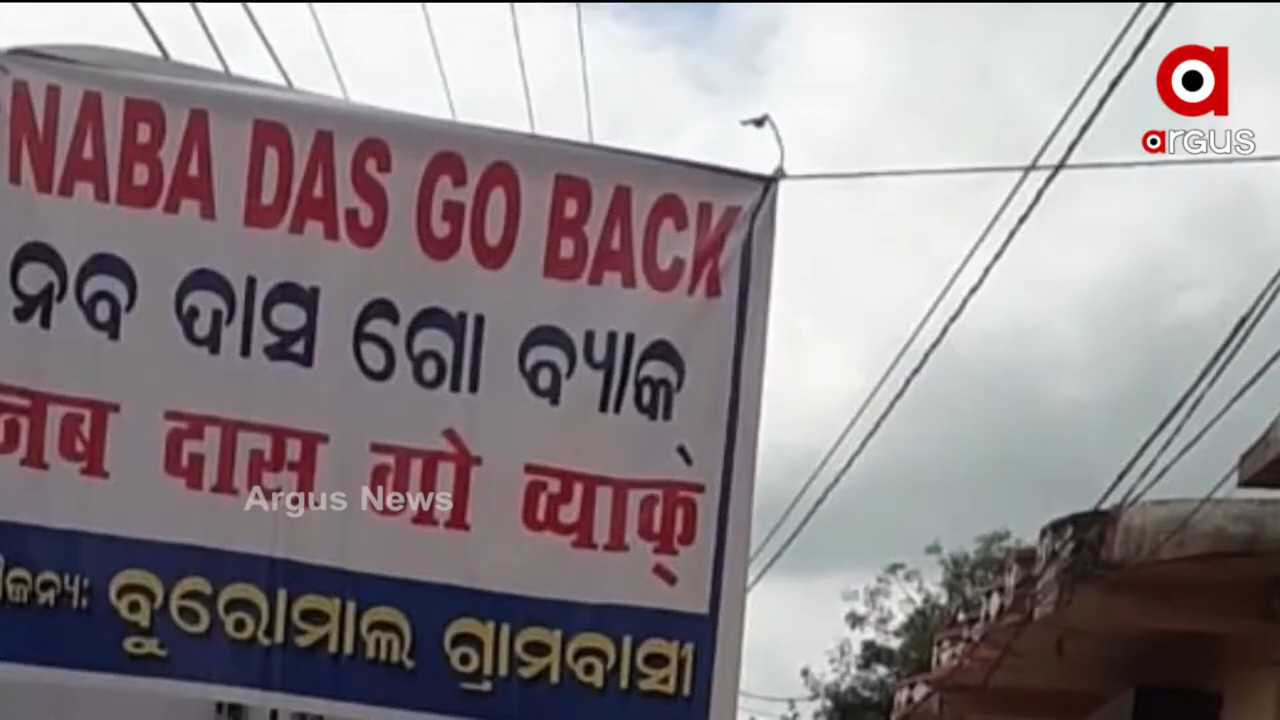 NABA DAS GO BACK
ନବ ଦାସ ଗୋ ବ୍ୟାକ
नब दास गो ब्याक्
ବୁରୋମାଲ ଗ୍ରାମବାସୀ
Argus News
argus